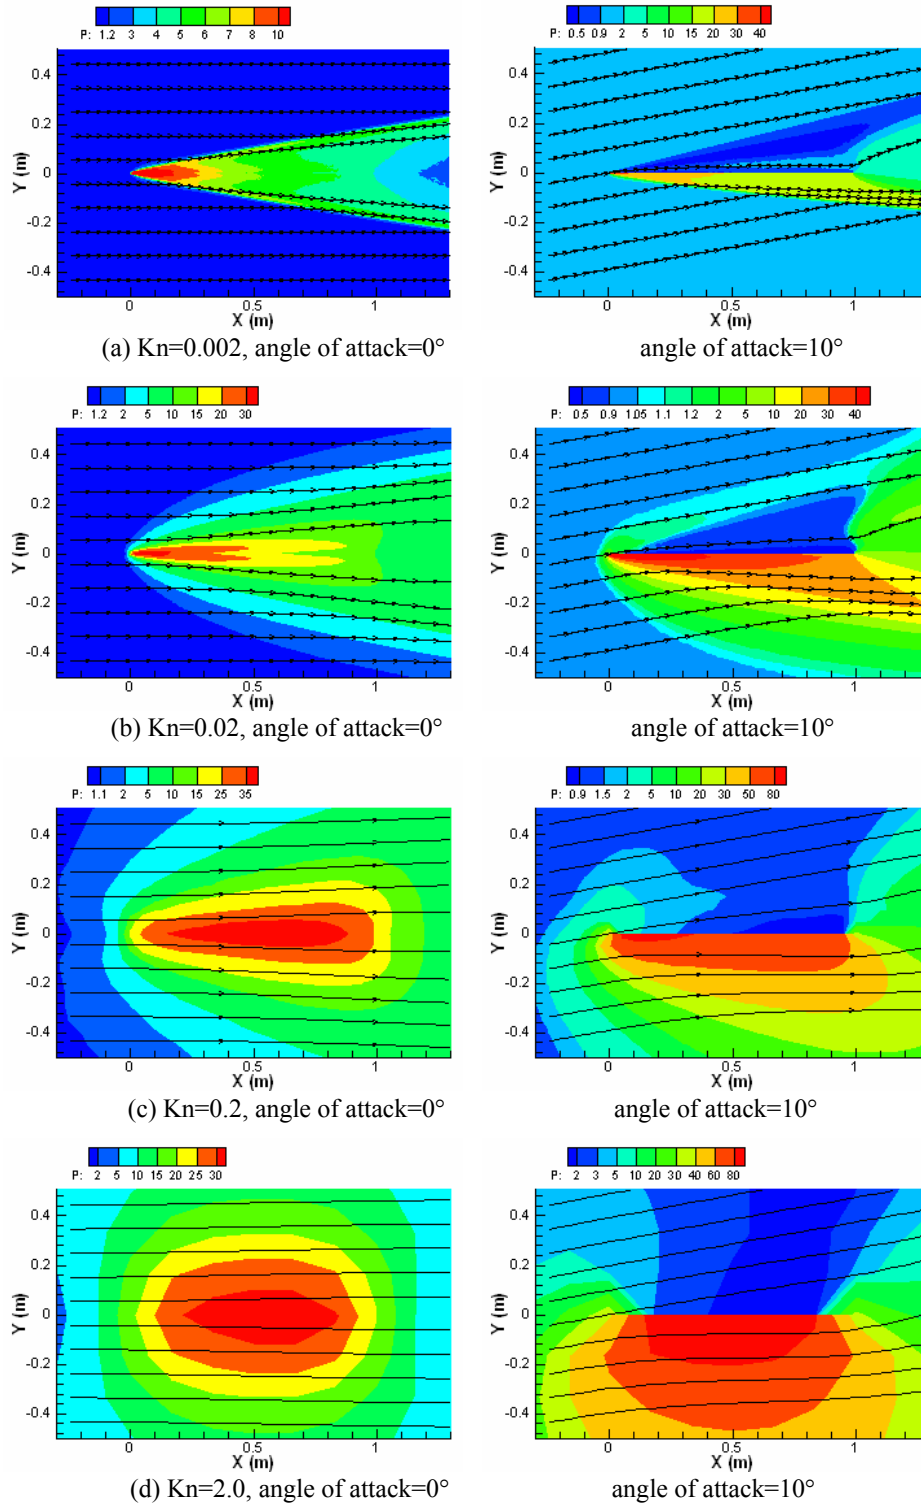 P: 1.2 3 4 5 6 7 8 10
P: 0.5 0.9 2 5 10 15 20 30 40
0.4
0.2
0
-0.2
-0.4
Y (m)
0 0.5 1
X (m)
0.4
0.2
0
-0.2
-0.4
Y (m)
0 0.5 1
X (m)
(a) Kn=0.002, angle of attack=0° angle of attack=10°
P: 1.2 2 5 10 15 20 30
P: 0.5 0.9 1.05 1.1 1.2 2 5 10 20 30 40
0.4
0.2
0
-0.2
-0.4
Y (m)
0 0.5 1
X (m)
0.4
0.2
0
-0.2
-0.4
Y (m)
0 0.5 1
X (m)
(b) Kn=0.02, angle of attack=0° angle of attack=10°
P: 1.1 2 5 10 15 25 35
P: 0.9 1.5 2 5 10 20 30 50 80
0.4
0.2
0
-0.2
-0.4
Y (m)
0 0.5 1
X (m)
0.4
0.2
0
-0.2
-0.4
Y (m)
0 0.5 1
X (m)
(c) Kn=0.2, angle of attack=0° angle of attack=10°
P: 2 5 10 15 20 25 30
P: 2 3 5 10 20 30 40 60 80
0.4
0.2
0
-0.2
-0.4
Y (m)
0 0.5 1
X (m)
0.4
0.2
0
-0.2
-0.4
Y (m)
0 0.5 1
X (m)
(d) Kn=2.0, angle of attack=0° angle of attack=10°